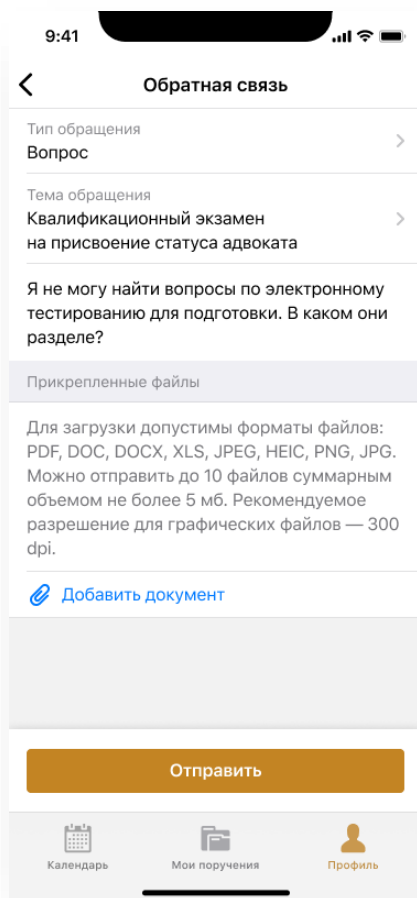 9:41
Обратная связь
Тип обращения
Вопрос
Тема обращения
Квалификационный экзамен
на присвоение статуса адвоката
Я не могу найти вопросы по электронному
тестированию для подготовки. В каком они
разделе?
Прикрепленные файлы
Для загрузки допустимы форматы файлов:
PDF, DOC, DOCX, XLS, JPEG, HEIC, PNG, JPG.
Можно отправить до 10 файлов суммарным
объемом не более 5 мб. Рекомендуемое
разрешение для графических файлов — 300
dpi.
Добавить документ
Отправить
Календарь
Мои поручения
Профиль